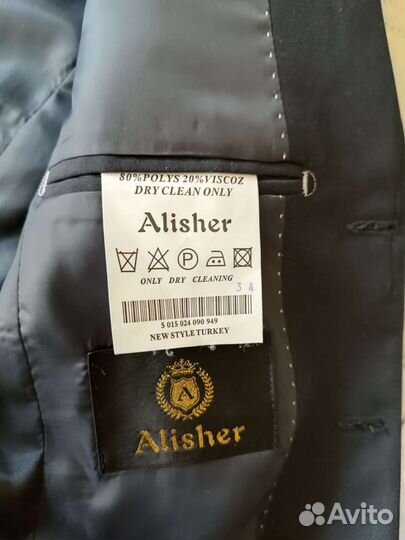 80%POLYS 20%VISCOZ
DRY CLEAN ONLY
Alisher
P
ONLY DRY CLEANING
3 4
5 015 024 090 949
NEW STYLE TURKEY
A
Alisher
Avito